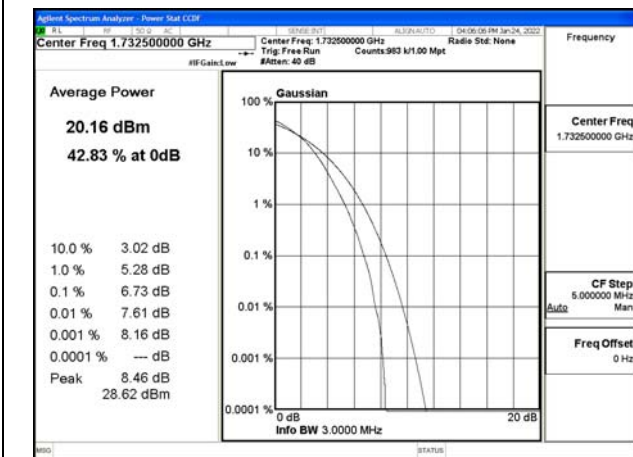 Agilent Spectrum Analyzer - Power Stat CCDF
RL RF 50 Ω AC SENSE:INT ALIGN AUTO 04:06:06 PM Jan 24, 2022
Center Freq 1.732500000 GHz
Center Freq: 1.732500000 GHz Radio Std: None
Trig: Free Run Counts:983 k/1.00 Mpt
#IFGain:Low #Atten: 40 dB
Frequency
Average Power
20.16 dBm
42.83 % at 0dB
10.0 % 3.02 dB
1.0 % 5.28 dB
0.1 % 6.73 dB
0.01 % 7.61 dB
0.001 % 8.16 dB
0.0001 % --- dB
Peak 8.46 dB
28.62 dBm
Gaussian
100 %
10 %
1 %
0.1 %
0.01 %
0.001 %
0.0001 %
0 dB 20 dB
Info BW 3.0000 MHz
Center Freq
1.732500000 GHz
CF Step
5.000000 MHz
Auto Man
Freq Offset
0 Hz
MSG STATUS